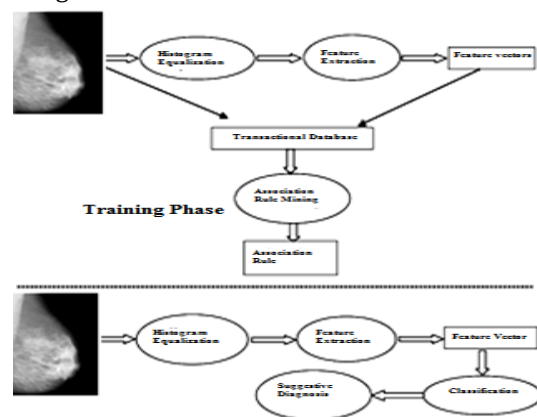 Histogram
Equalization
Feature
Extraction
Feature vectors
Transactional Database
Association
Rule Mining
Training Phase
Association
Rule
Histogram
Equalization
Feature
Extraction
Feature Vector
Suggestive
Diagnosis
Classification